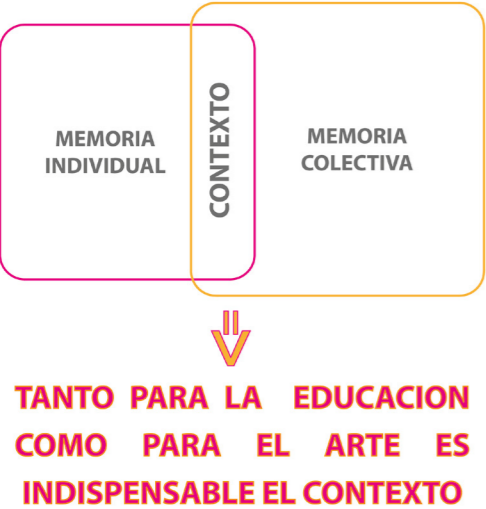 MEMORIA
INDIVIDUAL
CONTEXTO
MEMORIA
COLECTIVA
TANTO PARA LA EDUCACION
COMO PARA EL ARTE ES
INDISPENSABLE EL CONTEXTO